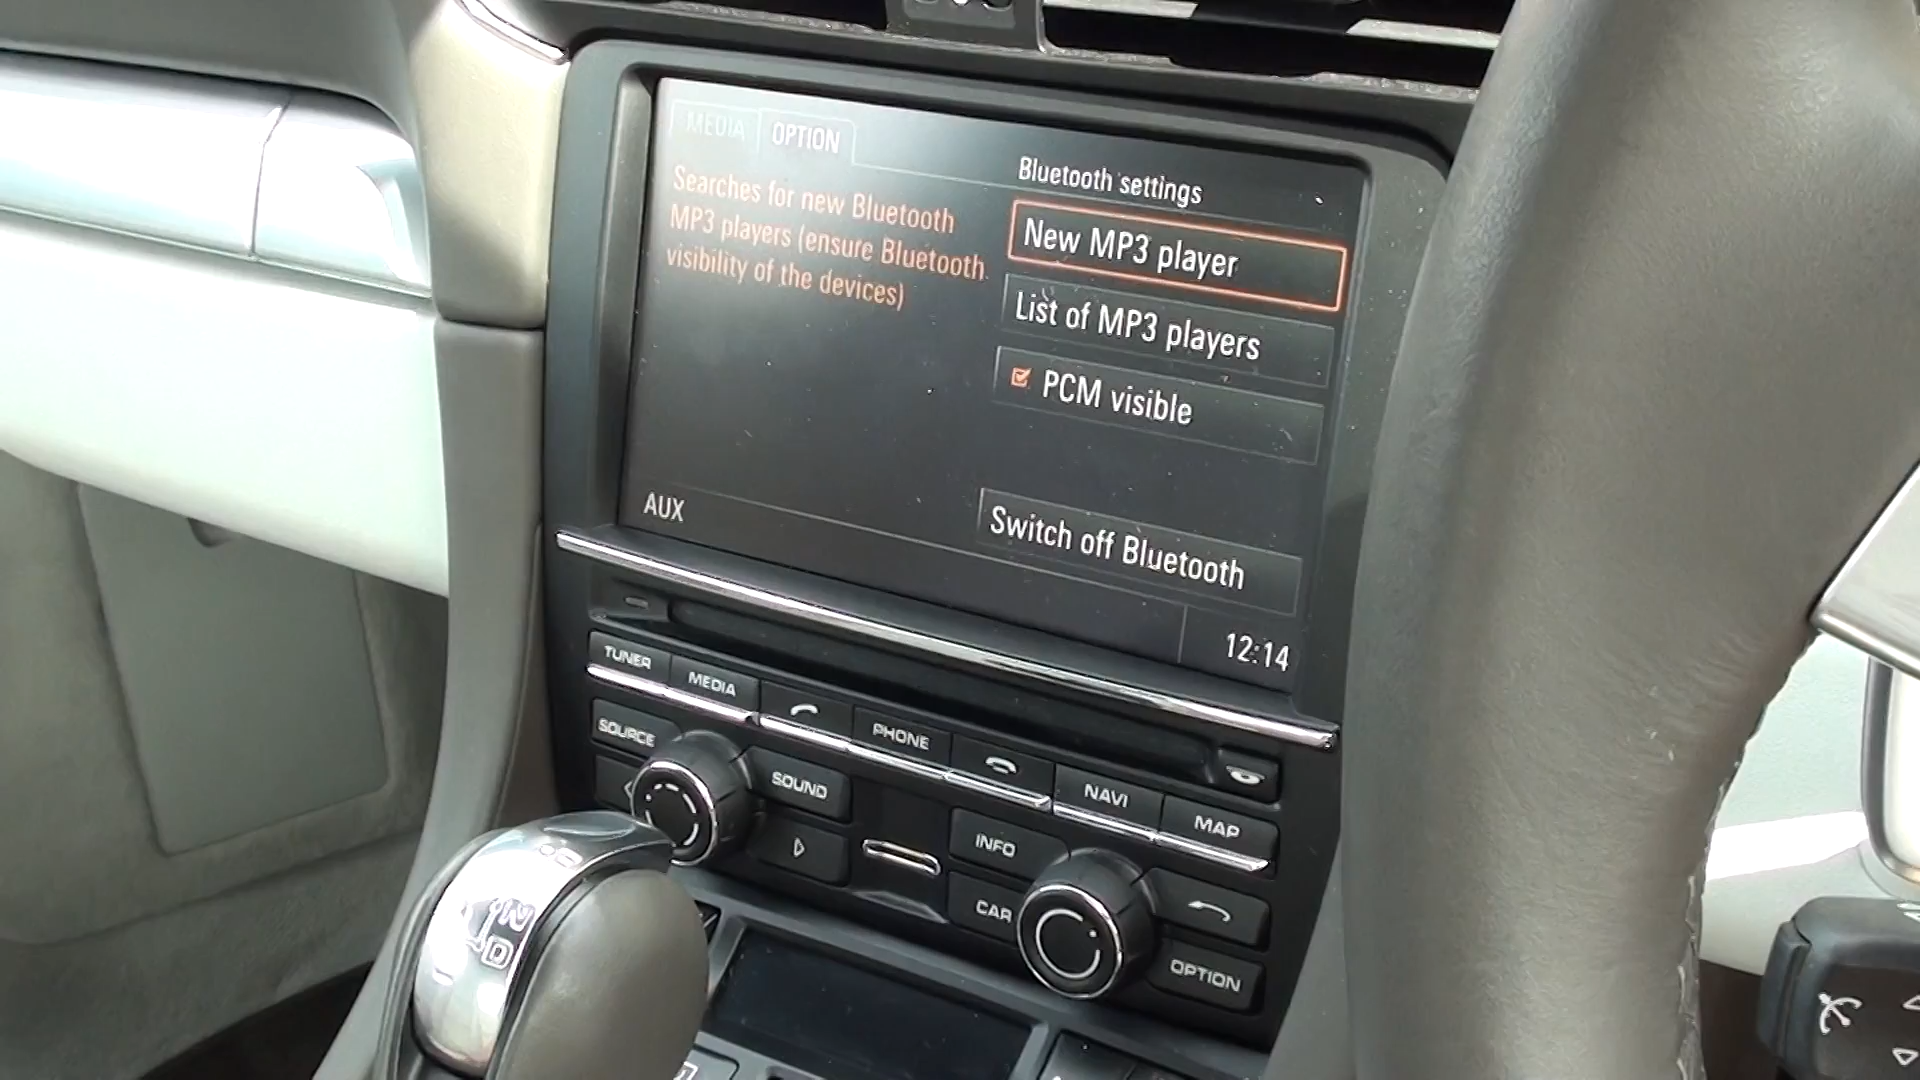 MEDIA
OPTION
Searches for new Bluetooth
MP3 players (ensure Bluetooth
visibility of the devices)
Bluetooth settings
New MP3 player
List of MP3 players
PCM visible
Switch off Bluetooth
AUX
12:14
TUNER
MEDIA
PHONE
NAVI
MAP
SOURCE
SOUND
INFO
CAR
OPTION
D